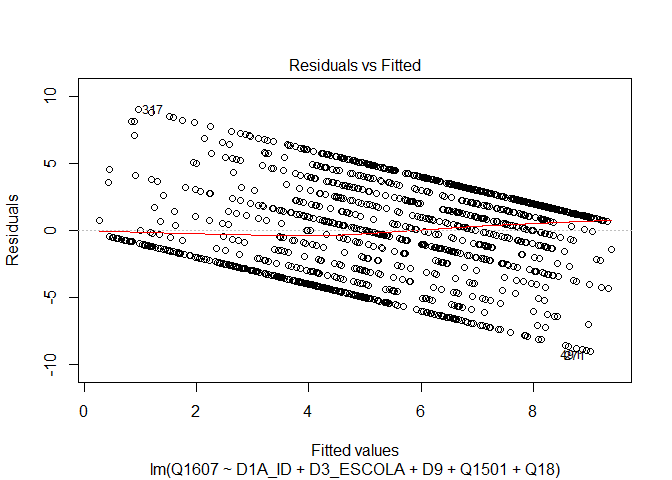 Residuals vs Fitted
Residuals
10
5
0
-5
-10
317
0
2
4
6
8
Fitted values
lm(Q1607 ~ D1A_ID + D3_ESCOLA + D9 + Q1501 + Q18)